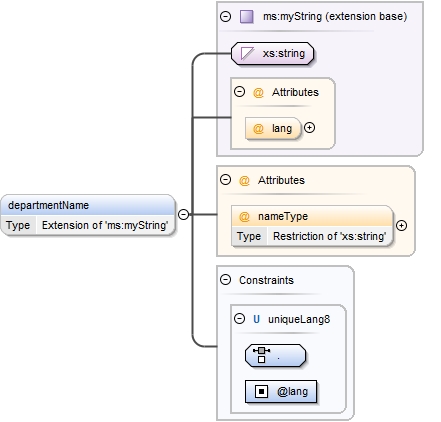 ms:myString (extension base)
xs:string
@ Attributes
@ lang
@ Attributes
@ nameType
Type Restriction of 'xs:string'
departmentName
Type Extension of 'ms:myString'
Constraints
U uniqueLang8
.
@lang